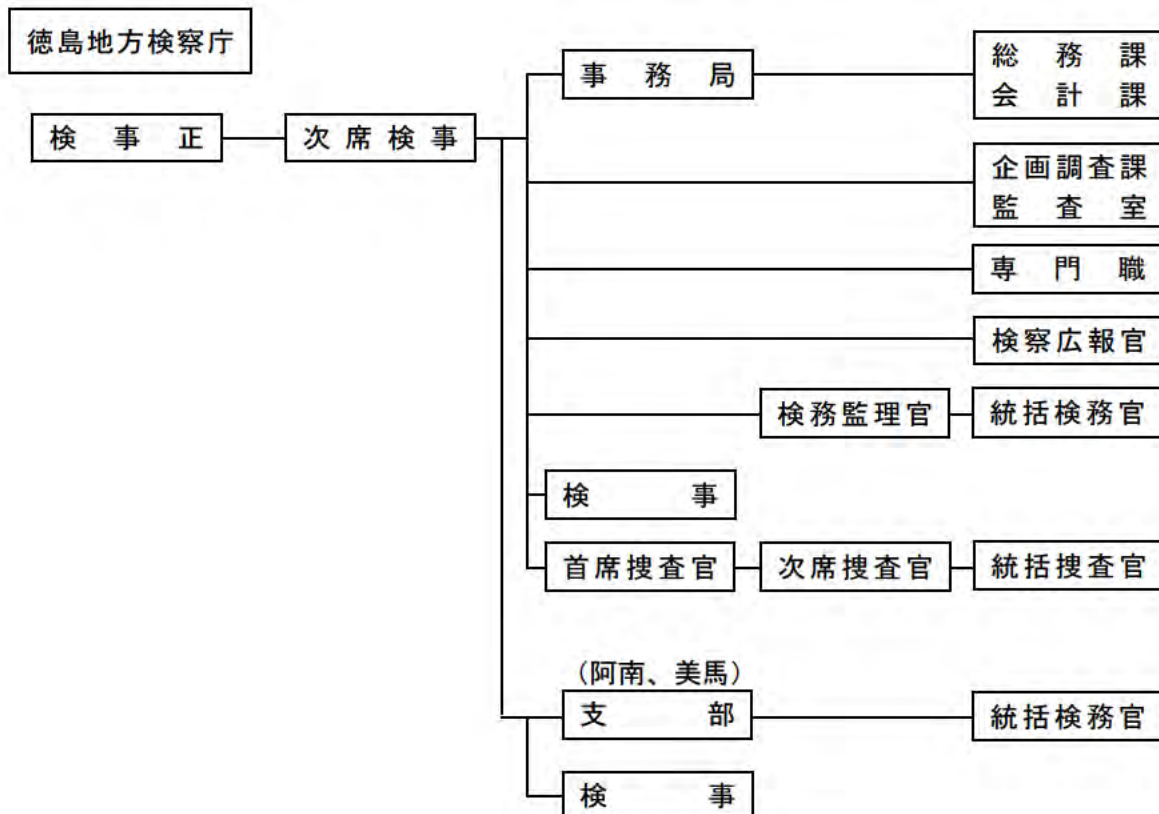 徳島地方検察庁
検事正
次席検事
事務局
総務課
会計課
企画調査課
監査室
専門職
検察広報官
検務監理官
統括検務官
検事
首席捜査官
次席捜査官
統括捜査官
（阿南、美馬）
支部
統括検務官
検事